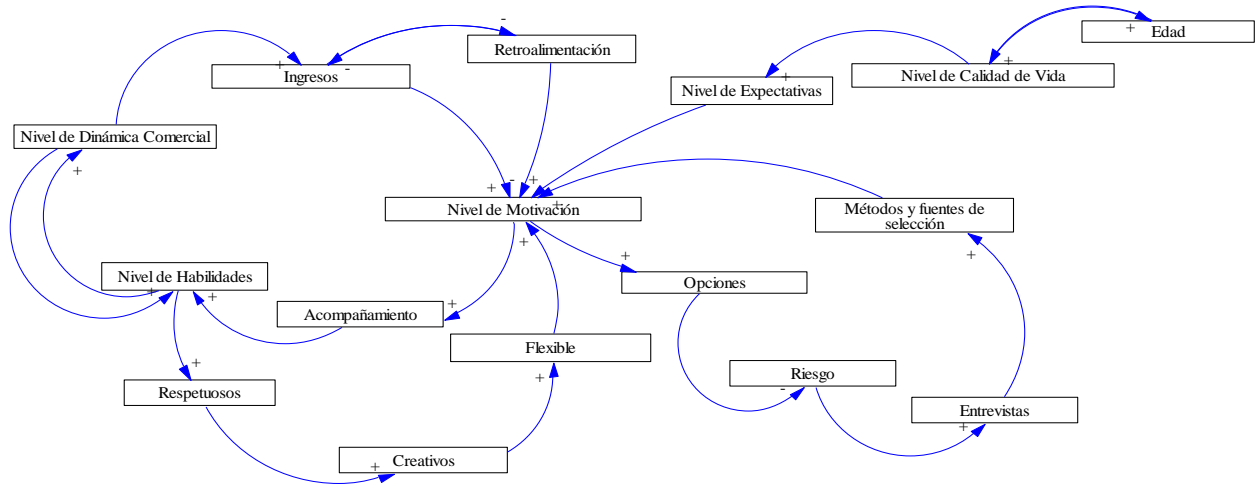 Edad
Retroalimentación
Ingresos
Nivel de Calidad de Vida
Nivel de Expectativas
Nivel de Dinámica Comercial
Nivel de Motivación
Métodos y fuentes de
selección
Nivel de Habilidades
Opciones
Acompañamiento
Flexible
Riesgo
Respetuosos
Entrevistas
Creativos